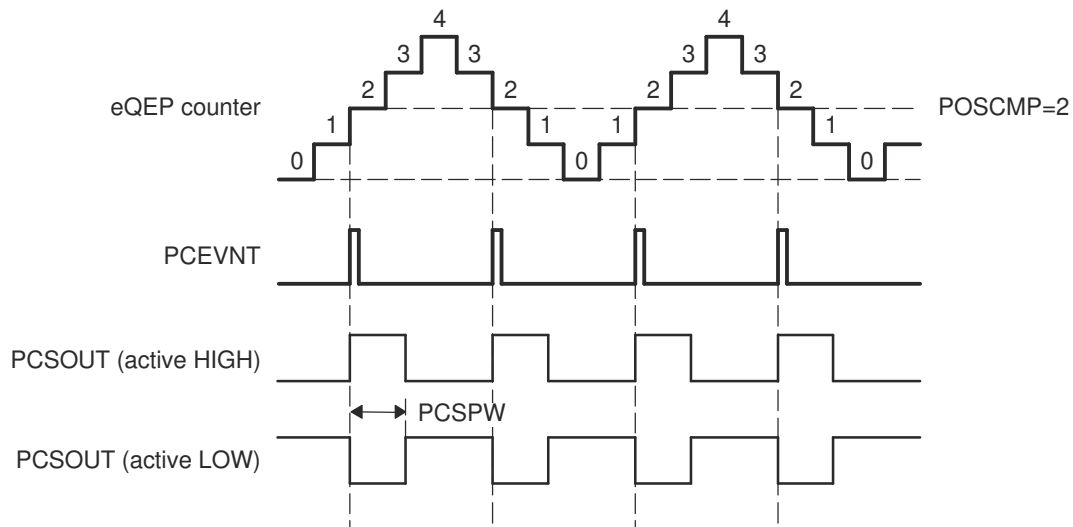 4 4
3 3 3 3
2 2 2 2
eQEP counter POSCMP=2
1 1 1 1
0 0 0
PCEVNT
PCSOUT (active HIGH)
PCSPW
PCSOUT (active LOW)